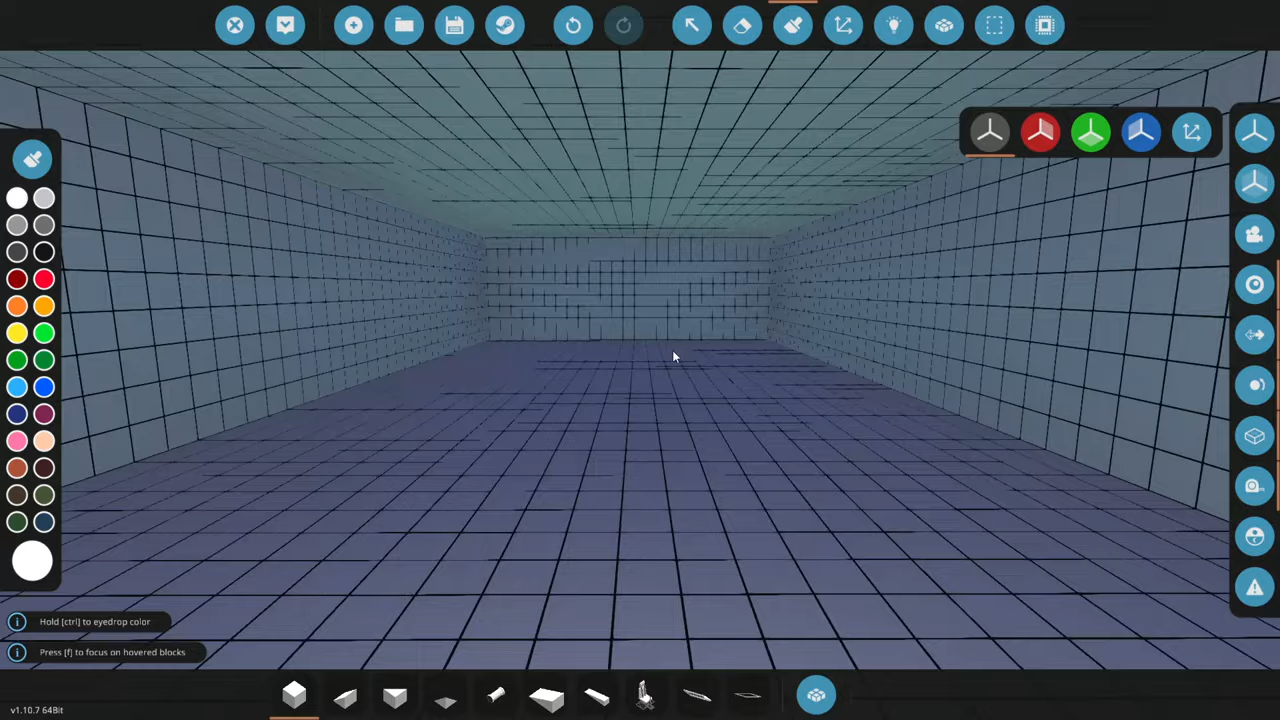 Hold [ctrl] to eyedrop color
Press [f] to focus on hovered blocks
v1.10.7 64Bit